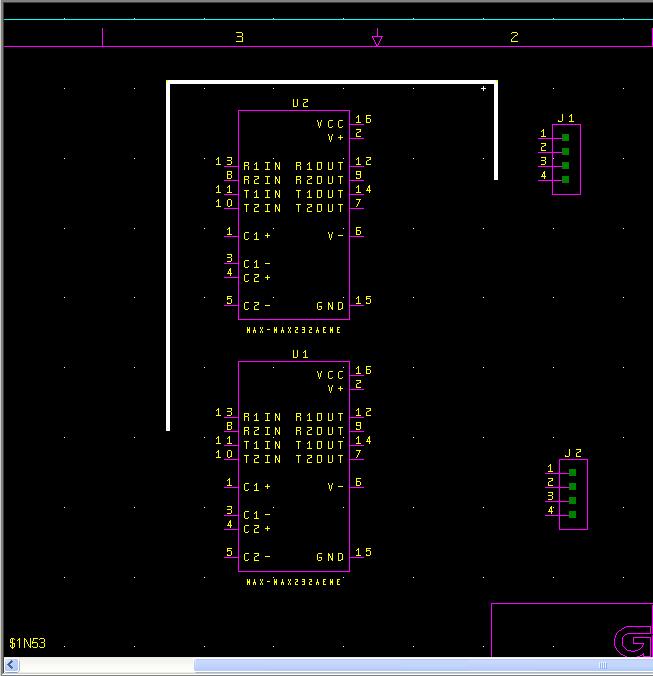 3 2
U2
16 VCC
2 V+
13 R1IN R1OUT 12
8 R2IN R2OUT 9
11 T1IN T1OUT 14
10 T2IN T2OUT 7
1 C1+ V- 6
3 C1-
4 C2+
5 C2- GND 15
MAX-MAX232AEWE
J1
1
2
3
4
U1
16 VCC
2 V+
13 R1IN R1OUT 12
8 R2IN R2OUT 9
11 T1IN T1OUT 14
10 T2IN T2OUT 7
1 C1+ V- 6
3 C1-
4 C2+
5 C2- GND 15
MAX-MAX232AEWE
J2
1
2
3
4
$1N53
G